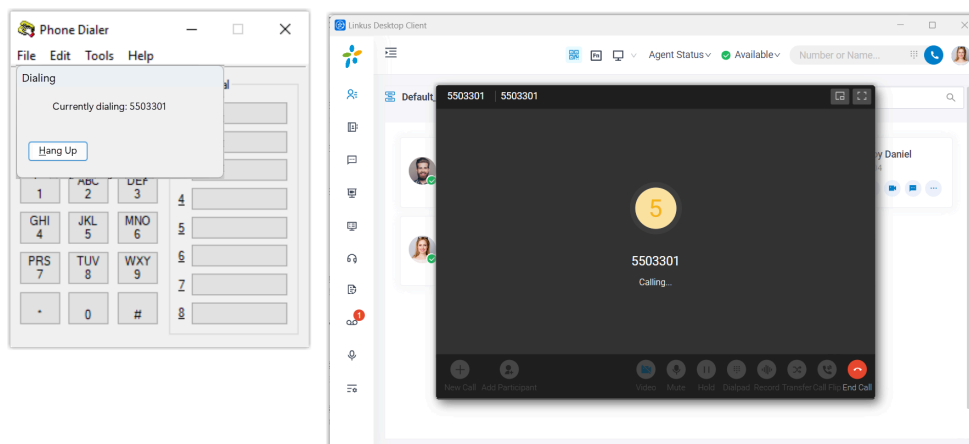 Phone Dialer
File Edit Tools Help
Dialing
Currently dialing: 5503301
Hang Up
1
ABC
2
DEF
3
GHI
4
JKL
5
MNO
6
PRS
7
TUV
8
WXY
9
*
0
#
4
5
6
7
8
Linkus Desktop Client
Agent Status
Available
Number or Name...
Fn
Default_
5503301
5503301
y Daniel
5
5503301
Calling...
1
New Call
Add Participant
Video
Mute
Hold
Dialpad
Record
Transfer
Call Flip
End Call